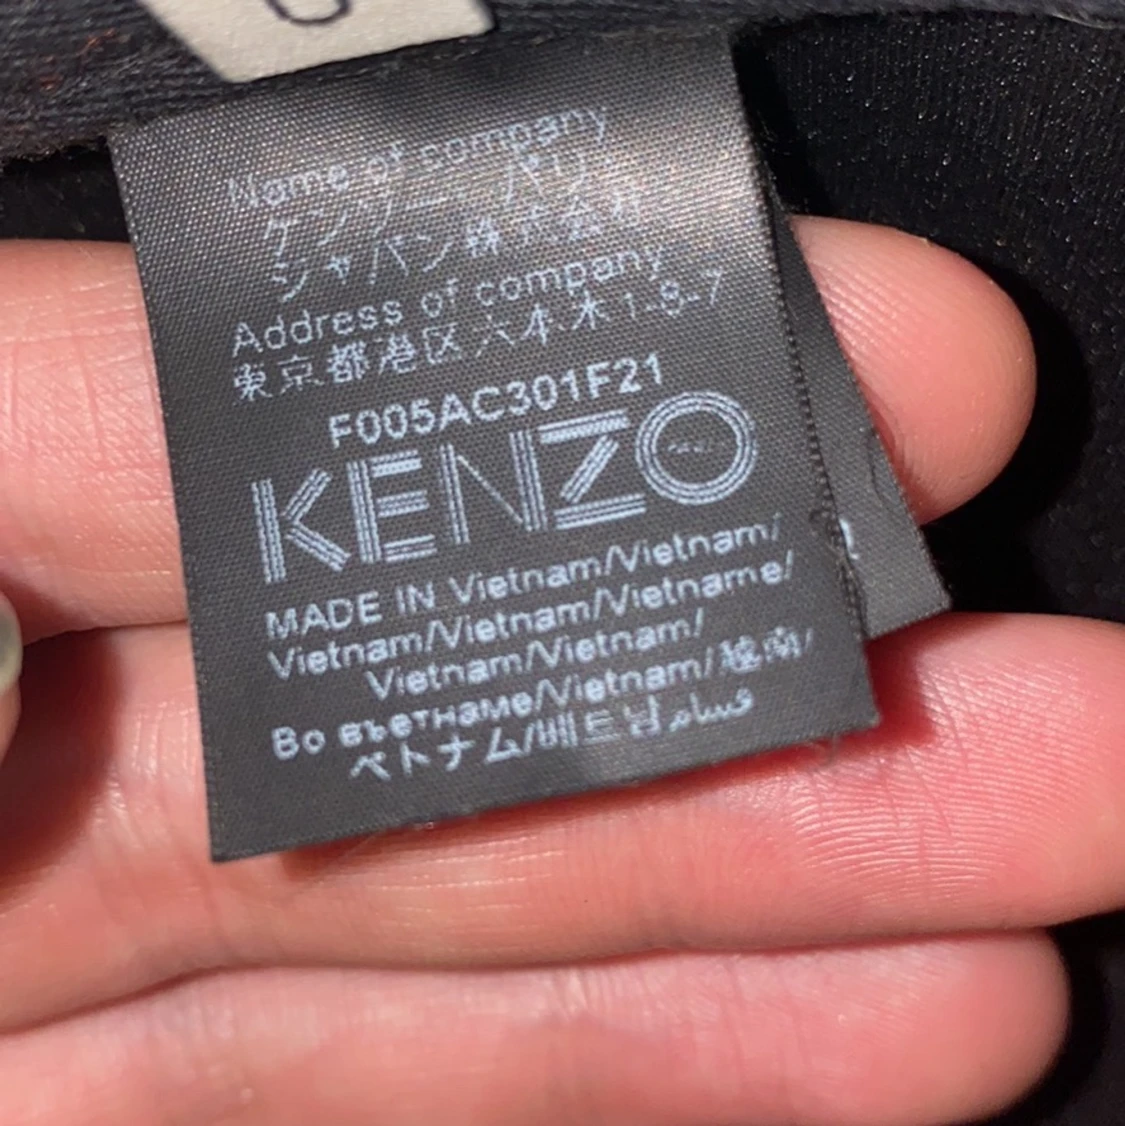 Name of company
ケンゾー・パリ・
ジャパン株式会社
Address of company
東京都港区六本木1-8-7
F005AC301F21
KENZO
MADE IN Vietnam/Vietnam/
Vietnam/Vietnam/Vietname/
Vietnam/Vietnam/
Во вьетнаме/Vietnam/越南/
ベトナム/베트남